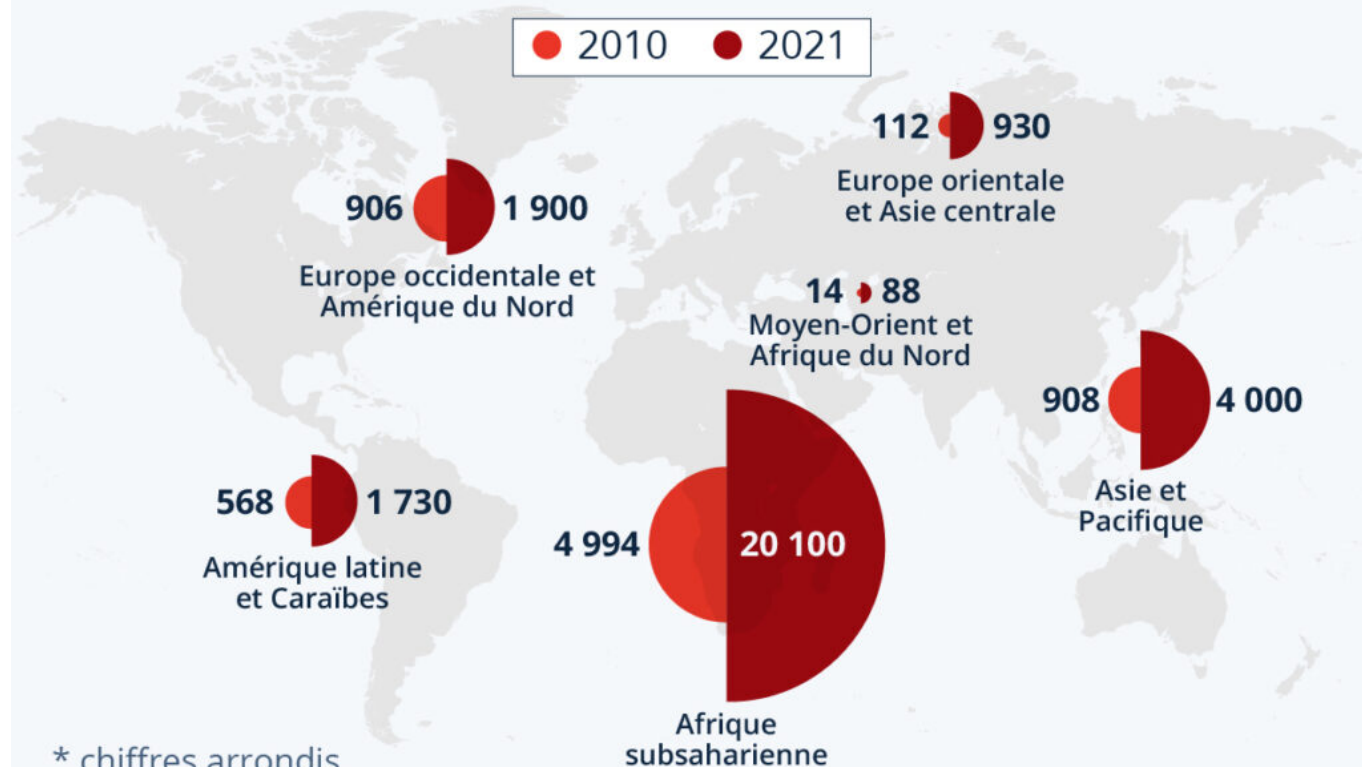 2010 2021
112 930
Europe orientale
et Asie centrale
906 1 900
Europe occidentale et
Amérique du Nord
14 88
Moyen-Orient et
Afrique du Nord
908 4 000
Asie et
Pacifique
568 1 730
Amérique latine
et Caraïbes
4 994 20 100
Afrique
subsaharienne
* chiffres arrondis